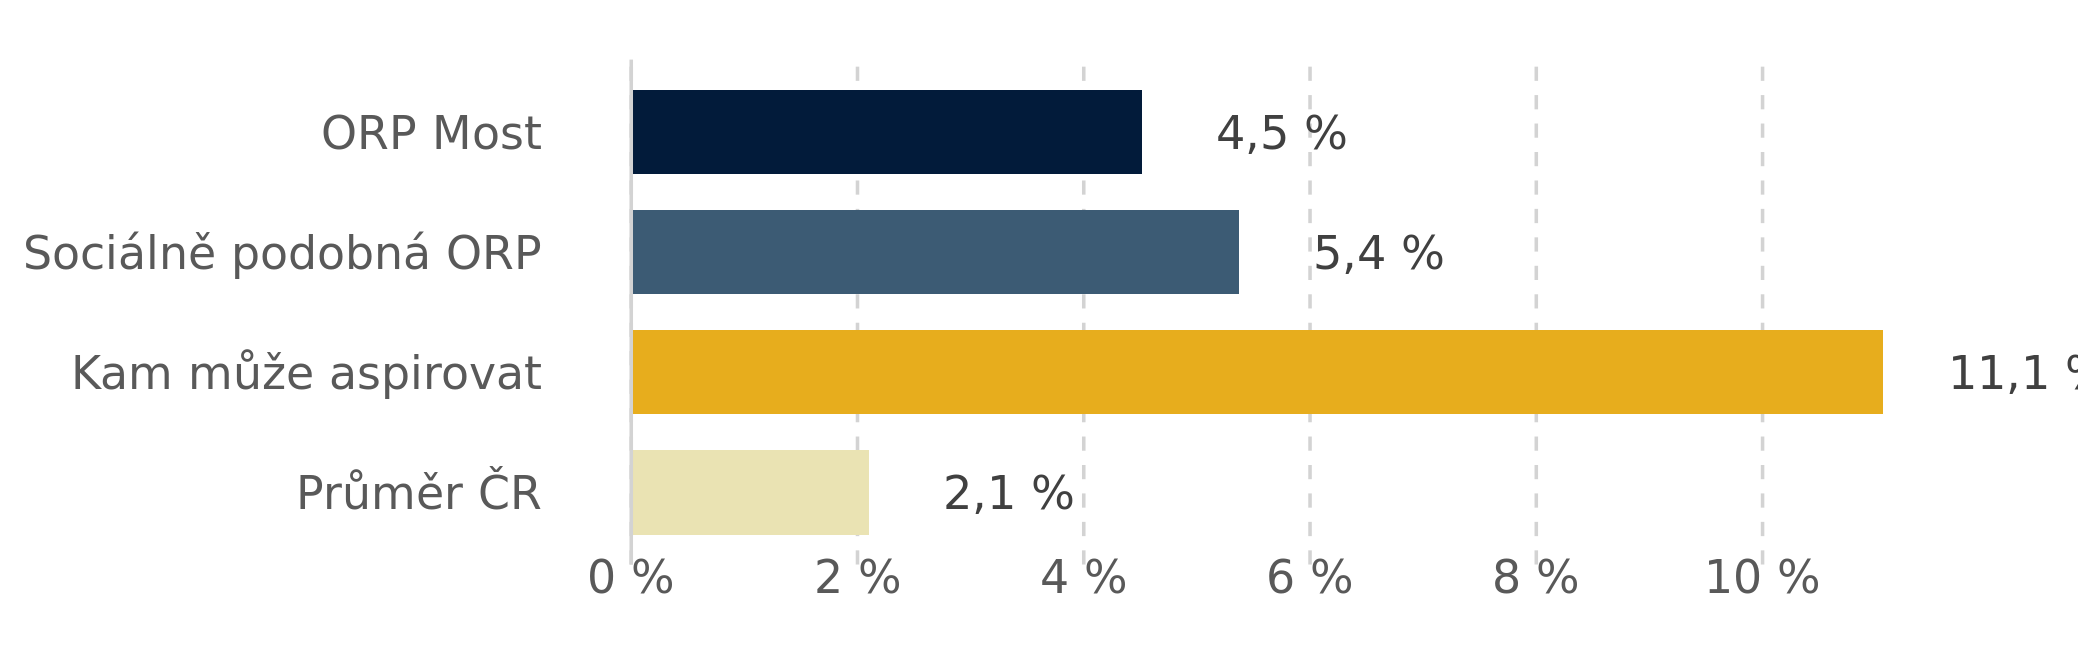 ORP Most 4,5 %
Sociálně podobná ORP 5,4 %
Kam může aspirovat 11,1 %
Průměr ČR 2,1 %
0 % 2 % 4 % 6 % 8 % 10 %